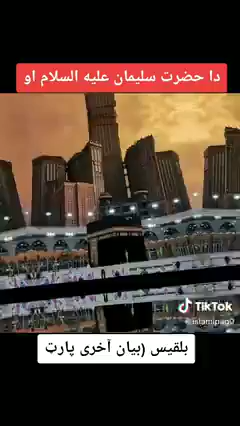 دا حضرت سلیمان علیه السلام او
TikTok
islamipag0
بلقیس (بیان آخری پارټ